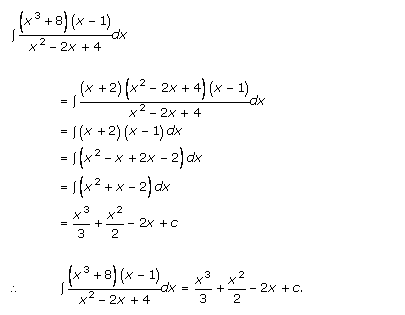 ∫ (x³ + 8)(x − 1) / (x² − 2x + 4) dx
= ∫ (x + 2)(x² − 2x + 4)(x − 1) / (x² − 2x + 4) dx
= ∫(x + 2)(x − 1) dx
= ∫(x² − x + 2x − 2) dx
= ∫(x² + x − 2) dx
= x³/3 + x²/2 − 2x + c
∴ ∫ (x³ + 8)(x − 1) / (x² − 2x + 4) dx = x³/3 + x²/2 − 2x + c.